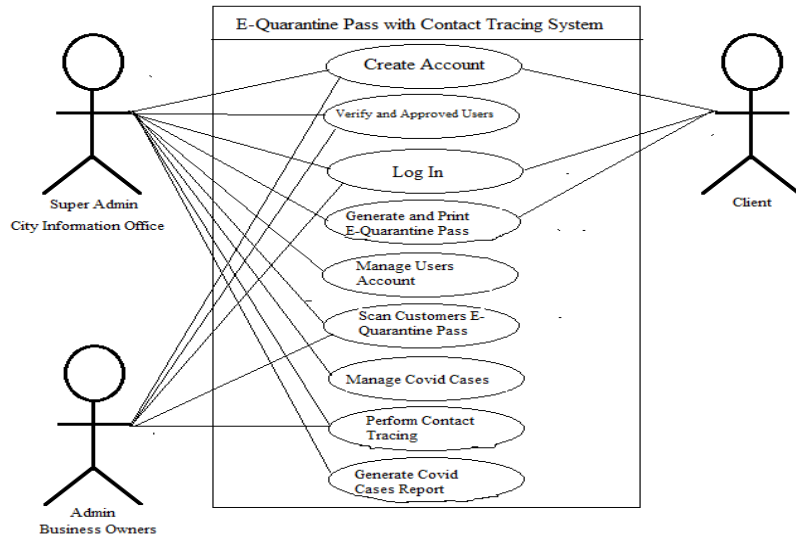 E-Quarantine Pass with Contact Tracing System
Create Account
Verify and Approved Users
Log In
Generate and Print
E-Quarantine Pass
Manage Users
Account
Scan Customers E-
Quarantine Pass
Manage Covid Cases
Perform Contact
Tracing
Generate Covid
Cases Report
Super Admin
City Information Office
Client
Admin
Business Owners